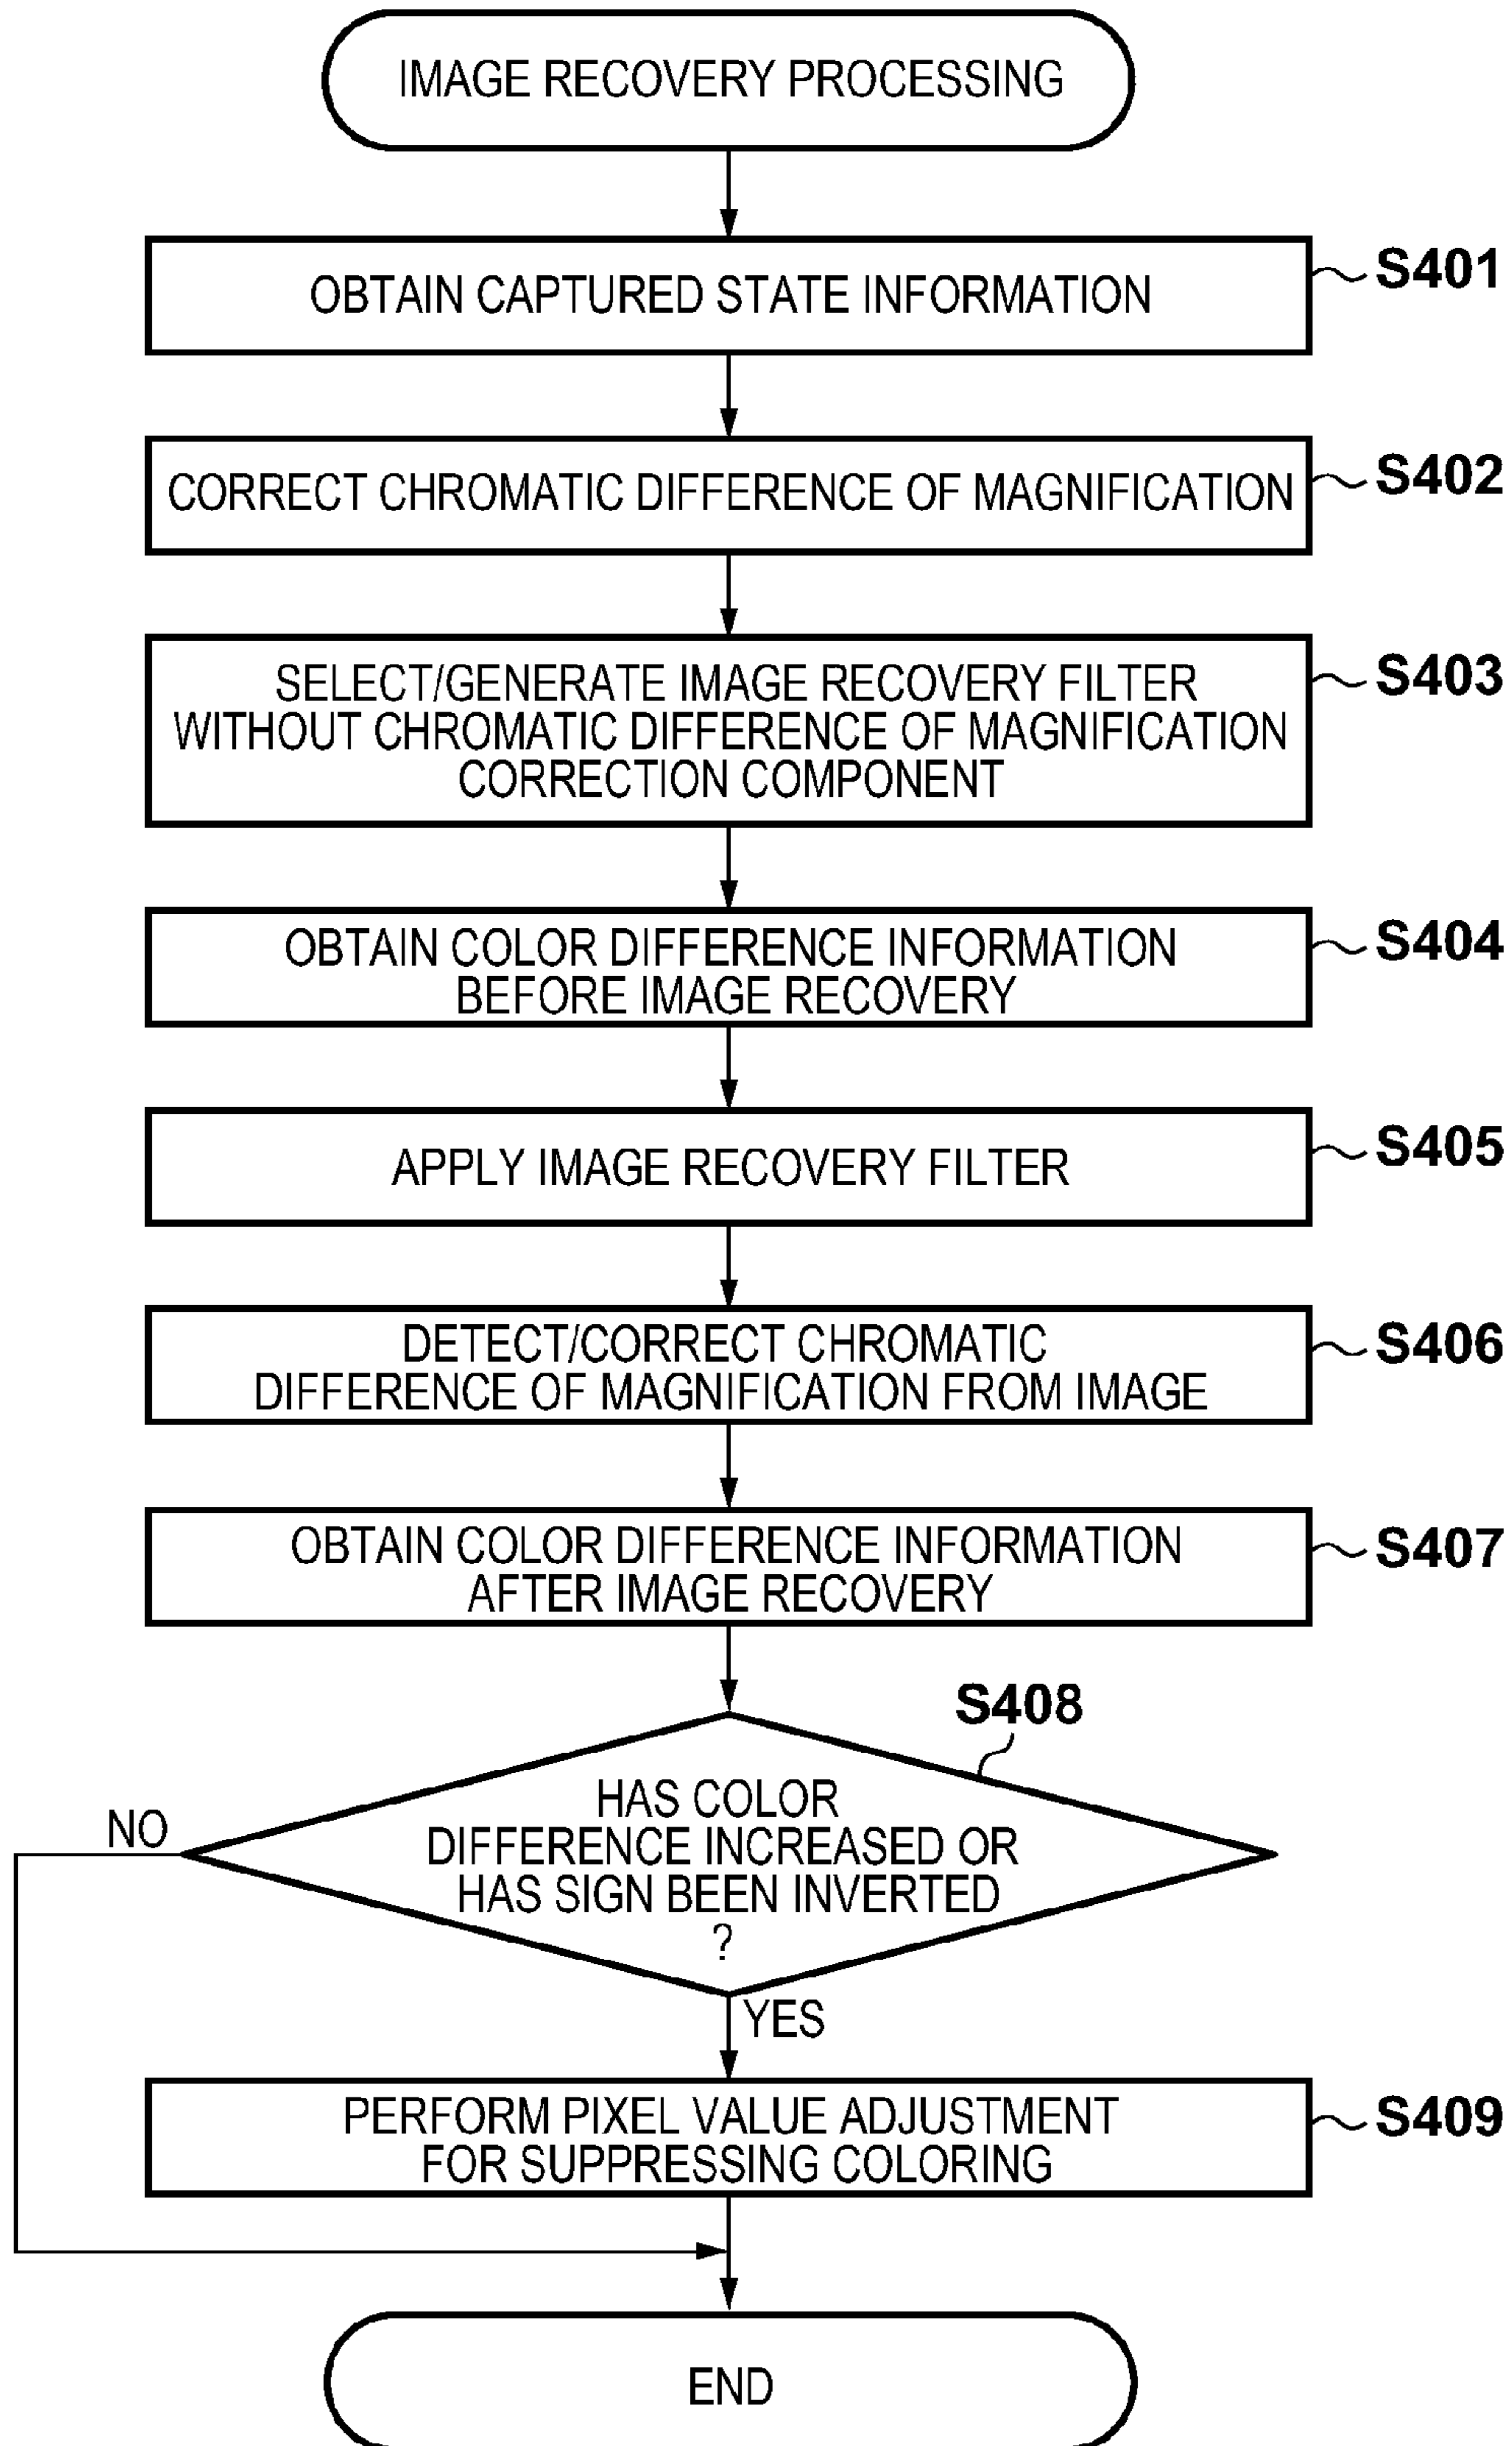 IMAGE RECOVERY PROCESSING
OBTAIN CAPTURED STATE INFORMATION
S401
CORRECT CHROMATIC DIFFERENCE OF MAGNIFICATION
S402
SELECT/GENERATE IMAGE RECOVERY FILTER
WITHOUT CHROMATIC DIFFERENCE OF MAGNIFICATION
CORRECTION COMPONENT
S403
OBTAIN COLOR DIFFERENCE INFORMATION
BEFORE IMAGE RECOVERY
S404
APPLY IMAGE RECOVERY FILTER
S405
DETECT/CORRECT CHROMATIC
DIFFERENCE OF MAGNIFICATION FROM IMAGE
S406
OBTAIN COLOR DIFFERENCE INFORMATION
AFTER IMAGE RECOVERY
S407
S408
HAS COLOR
DIFFERENCE INCREASED OR
HAS SIGN BEEN INVERTED
?
NO
YES
PERFORM PIXEL VALUE ADJUSTMENT
FOR SUPPRESSING COLORING
S409
END